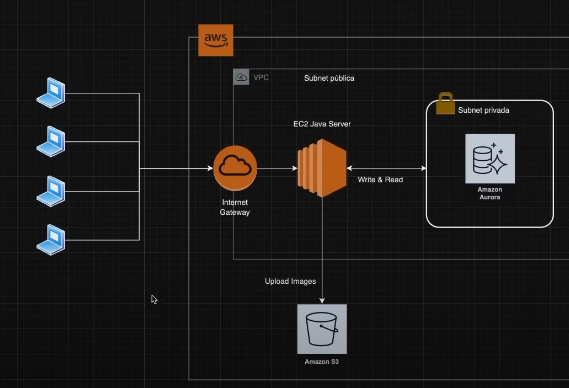 aws
VPC
Subnet pública
EC2 Java Server
Subnet privada
Write & Read
Amazon
Aurora
Internet
Gateway
Upload Images
Amazon S3